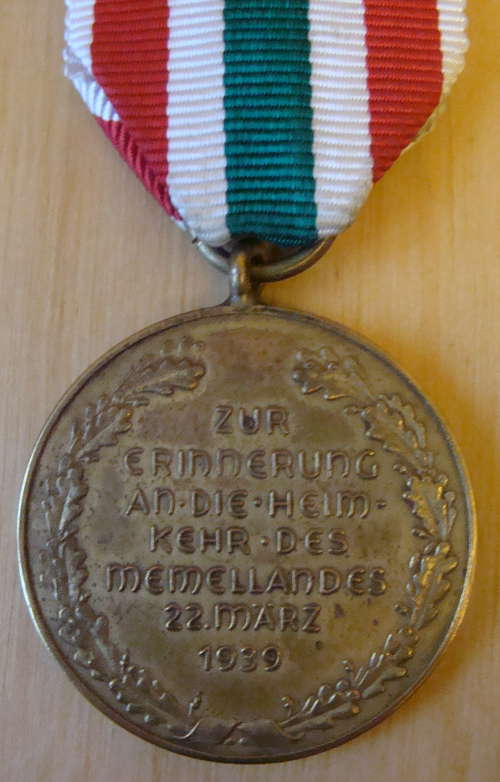 ZUR
ERINNERUNG
AN·DIE·HEIM-
KEHR·DES
MEMELLANDES
22.MÄRZ
1939